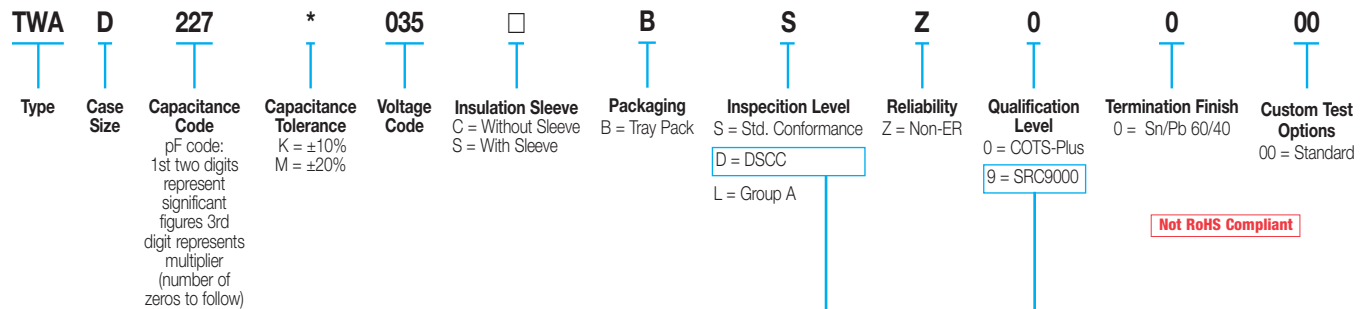 TWA D 227 * 035 □ B S Z 0 0 00
Type
Case
Size
Capacitance
Code
pF code:
1st two digits
represent
significant
figures 3rd
digit represents
multiplier
(number of
zeros to follow)
Capacitance
Tolerance
K = ±10%
M = ±20%
Voltage
Code
Insulation Sleeve
C = Without Sleeve
S = With Sleeve
Packaging
B = Tray Pack
Inspecition Level
S = Std. Conformance
D = DSCC
L = Group A
Reliability
Z = Non-ER
Qualification
Level
0 = COTS-Plus
9 = SRC9000
Termination Finish
0 = Sn/Pb 60/40
Custom Test
Options
00 = Standard
Not RoHS Compliant